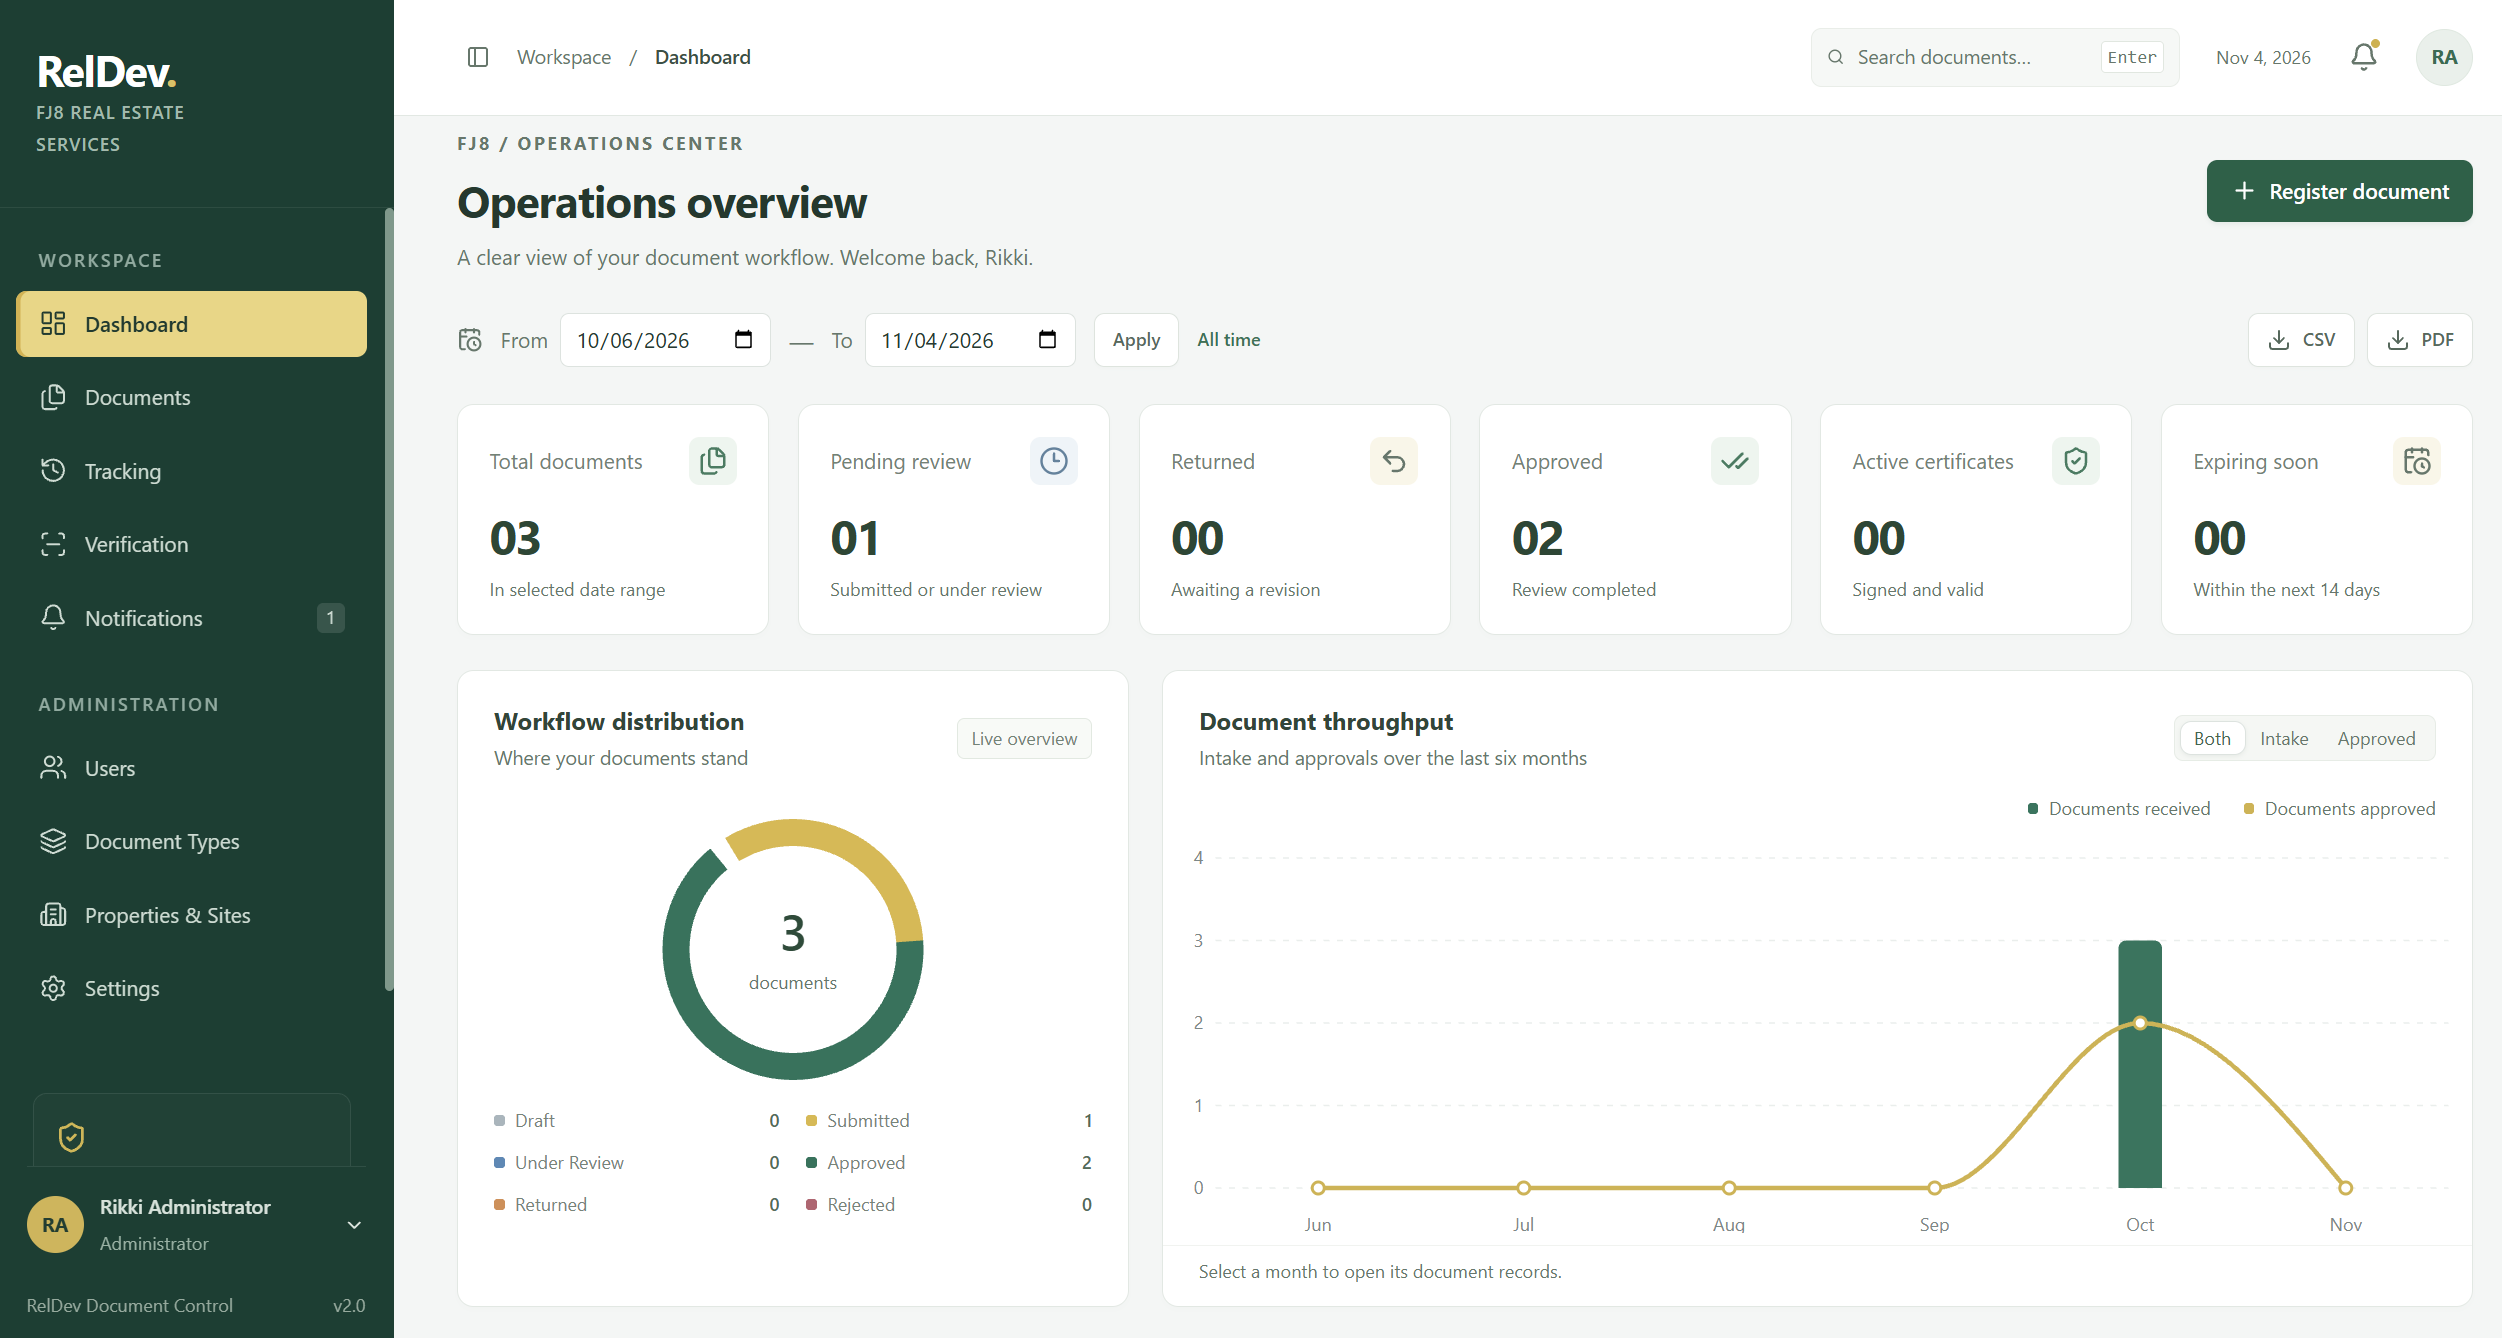 RelDev.
FJ8 REAL ESTATE
SERVICES
WORKSPACE
Dashboard
Documents
Tracking
Verification
Notifications 1
ADMINISTRATION
Users
Document Types
Properties & Sites
Settings
RA
Rikki Administrator
Administrator
RelDev Document Control v2.0
Workspace / Dashboard
Search documents... Enter
Nov 4, 2026
RA
FJ8 / OPERATIONS CENTER
Operations overview
A clear view of your document workflow. Welcome back, Rikki.
Register document
From 10/06/2026 — To 11/04/2026 Apply All time
CSV PDF
Total documents
03
In selected date range
Pending review
01
Submitted or under review
Returned
00
Awaiting a revision
Approved
02
Review completed
Active certificates
00
Signed and valid
Expiring soon
00
Within the next 14 days
Workflow distribution
Where your documents stand
Live overview
3
documents
Draft 0 Submitted 1
Under Review 0 Approved 2
Returned 0 Rejected 0
Document throughput
Intake and approvals over the last six months
Both Intake Approved
Documents received Documents approved
4
3
2
1
0
Jun Jul Aug Sep Oct Nov
Select a month to open its document records.